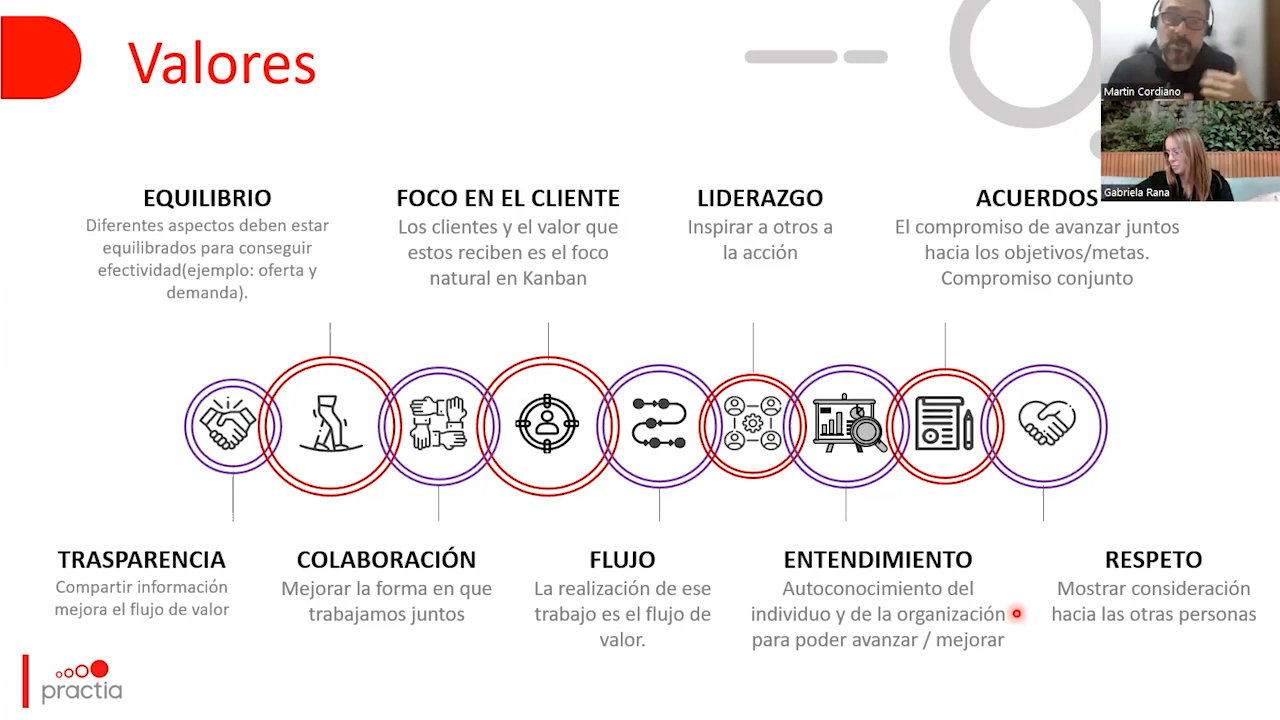 Valores
Martin Cordiano
Gabriela Rana
EQUILIBRIO
Diferentes aspectos deben estar
equilibrados para conseguir
efectividad(ejemplo: oferta y
demanda).
FOCO EN EL CLIENTE
Los clientes y el valor que
estos reciben es el foco
natural en Kanban
LIDERAZGO
Inspirar a otros a
la acción
ACUERDOS
El compromiso de avanzar juntos
hacia los objetivos/metas.
Compromiso conjunto
TRASPARENCIA
Compartir información
mejora el flujo de valor
COLABORACIÓN
Mejorar la forma en que
trabajamos juntos
FLUJO
La realización de ese
trabajo es el flujo de
valor.
ENTENDIMIENTO
Autoconocimiento del
individuo y de la organización
para poder avanzar / mejorar
RESPETO
Mostrar consideración
hacia las otras personas
practia